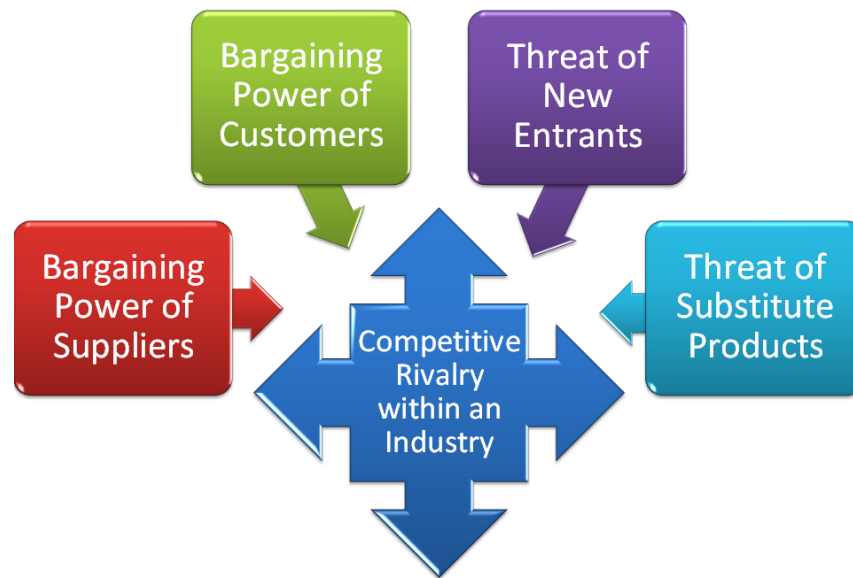 Bargaining
Power of
Customers
Threat of
New
Entrants
Bargaining
Power of
Suppliers
Competitive
Rivalry
within an
Industry
Threat of
Substitute
Products